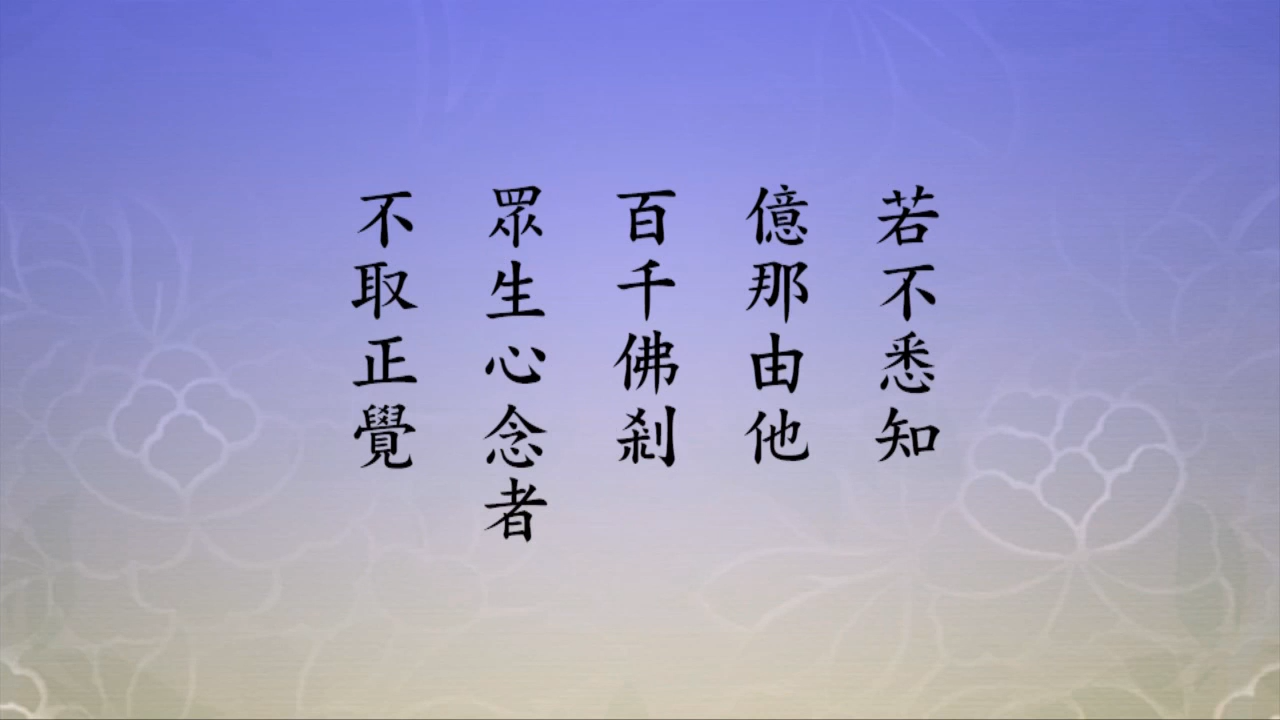 若不悉知
億那由他
百千佛剎
眾生心念者
不取正覺